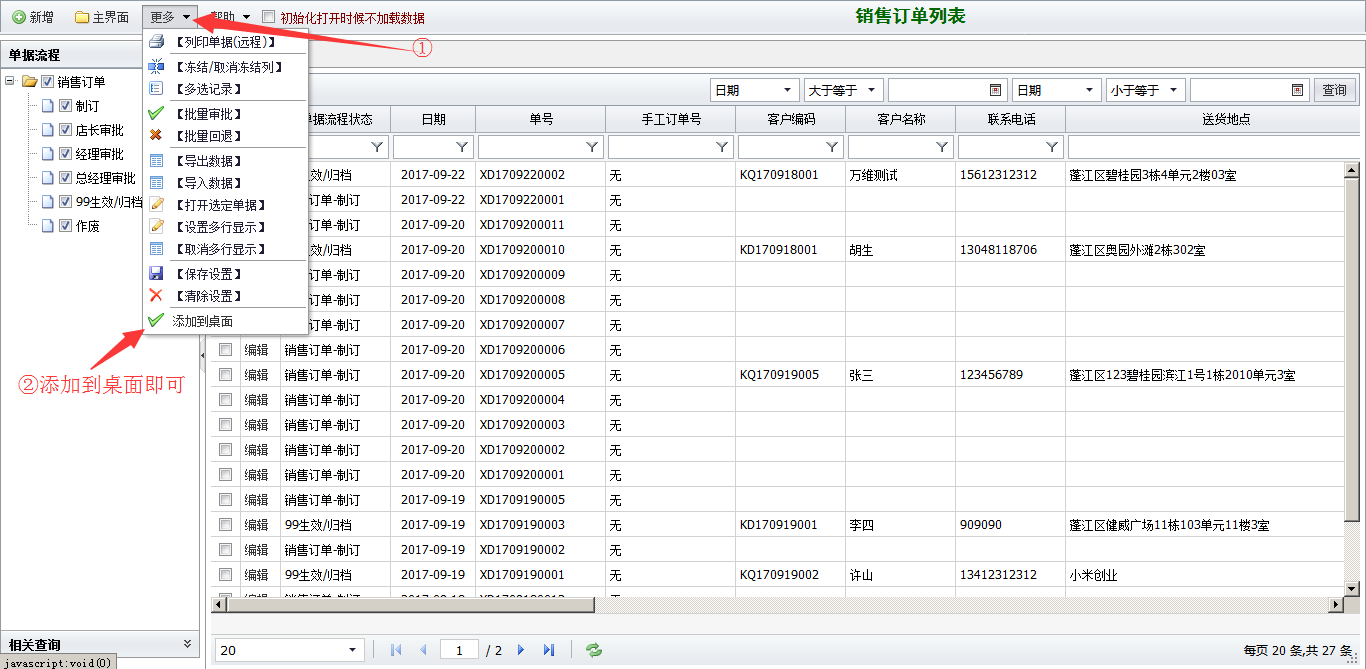 新增 主界面 更多 帮助 初始化打开时候不加载数据 销售订单列表
①
单据流程
销售订单
制订
店长审批
经理审批
总经理审批
99生效/归档
作废
【列印单据(远程)】
【冻结/取消冻结列】
【多选记录】
【批量审批】
【批量回退】
【导出数据】
【导入数据】
【打开选定单据】
【设置多行显示】
【取消多行显示】
【保存设置】
【清除设置】
添加到桌面
②添加到桌面即可
日期 大于等于 日期 小于等于 查询
据流程状态 日期 单号 手工订单号 客户编码 客户名称 联系电话 送货地点
效/归档 2017-09-22 XD1709220002 无 KQ170918001 万维测试 15612312312 蓬江区碧桂园3栋4单元2楼03室
订单-制订 2017-09-22 XD1709220001 无
订单-制订 2017-09-20 XD1709200011 无
效/归档 2017-09-20 XD1709200010 无 KD170918001 胡生 13048118706 蓬江区奥园外滩2栋302室
订单-制订 2017-09-20 XD1709200009 无
订单-制订 2017-09-20 XD1709200008 无
订单-制订 2017-09-20 XD1709200007 无
编辑 销售订单-制订 2017-09-20 XD1709200006 无
编辑 销售订单-制订 2017-09-20 XD1709200005 无 KQ170919005 张三 123456789 蓬江区123碧桂园滨江1号1栋2010单元3室
编辑 销售订单-制订 2017-09-20 XD1709200004 无
编辑 销售订单-制订 2017-09-20 XD1709200003 无
编辑 销售订单-制订 2017-09-20 XD1709200002 无
编辑 销售订单-制订 2017-09-20 XD1709200001 无
编辑 销售订单-制订 2017-09-19 XD1709190005 无
编辑 99生效/归档 2017-09-19 XD1709190003 无 KD170919001 李四 909090 蓬江区健威广场11栋103单元11楼3室
编辑 销售订单-制订 2017-09-19 XD1709190002 无
编辑 99生效/归档 2017-09-19 XD1709190001 无 KQ170919002 许山 13412312312 小米创业
相关查询
20 1 / 2 每页 20 条,共 27 条
javascript:void(0)